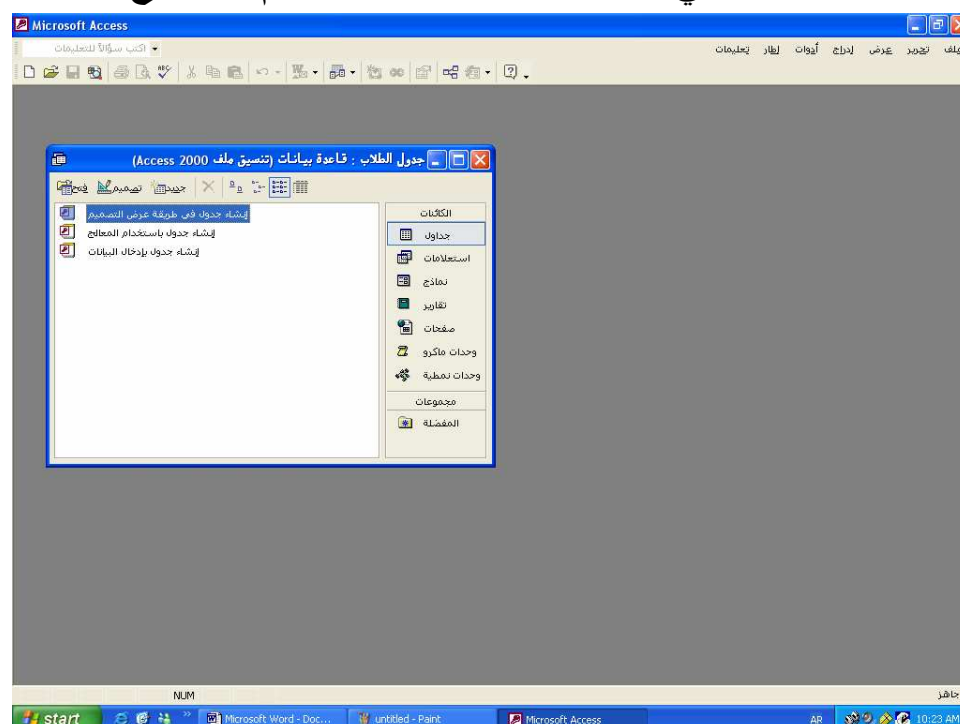 Microsoft Access
ملف تحرير عرض إدراج أدوات إطار تعليمات
اكتب سؤالاً للتعليمات
جدول الطلاب : قاعدة بيانات (تنسيق ملف Access 2000)
فتح تصميم جديد
الكائنات
جداول
استعلامات
نماذج
تقارير
صفحات
وحدات ماكرو
وحدات نمطية
مجموعات
المفضلة
إنشاء جدول في طريقة عرض التصميم
إنشاء جدول باستخدام المعالج
إنشاء جدول بإدخال البيانات
جاهز
NUM
start
Microsoft Word - Doc...
untitled - Paint
Microsoft Access
AR
10:23 AM